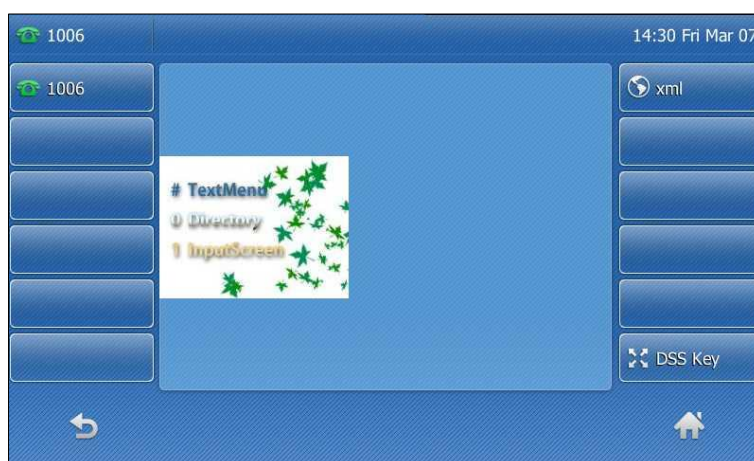 1006
14:30 Fri Mar 07
1006
xml
# TextMenu
0 Directory
1 InputScreen
DSS Key